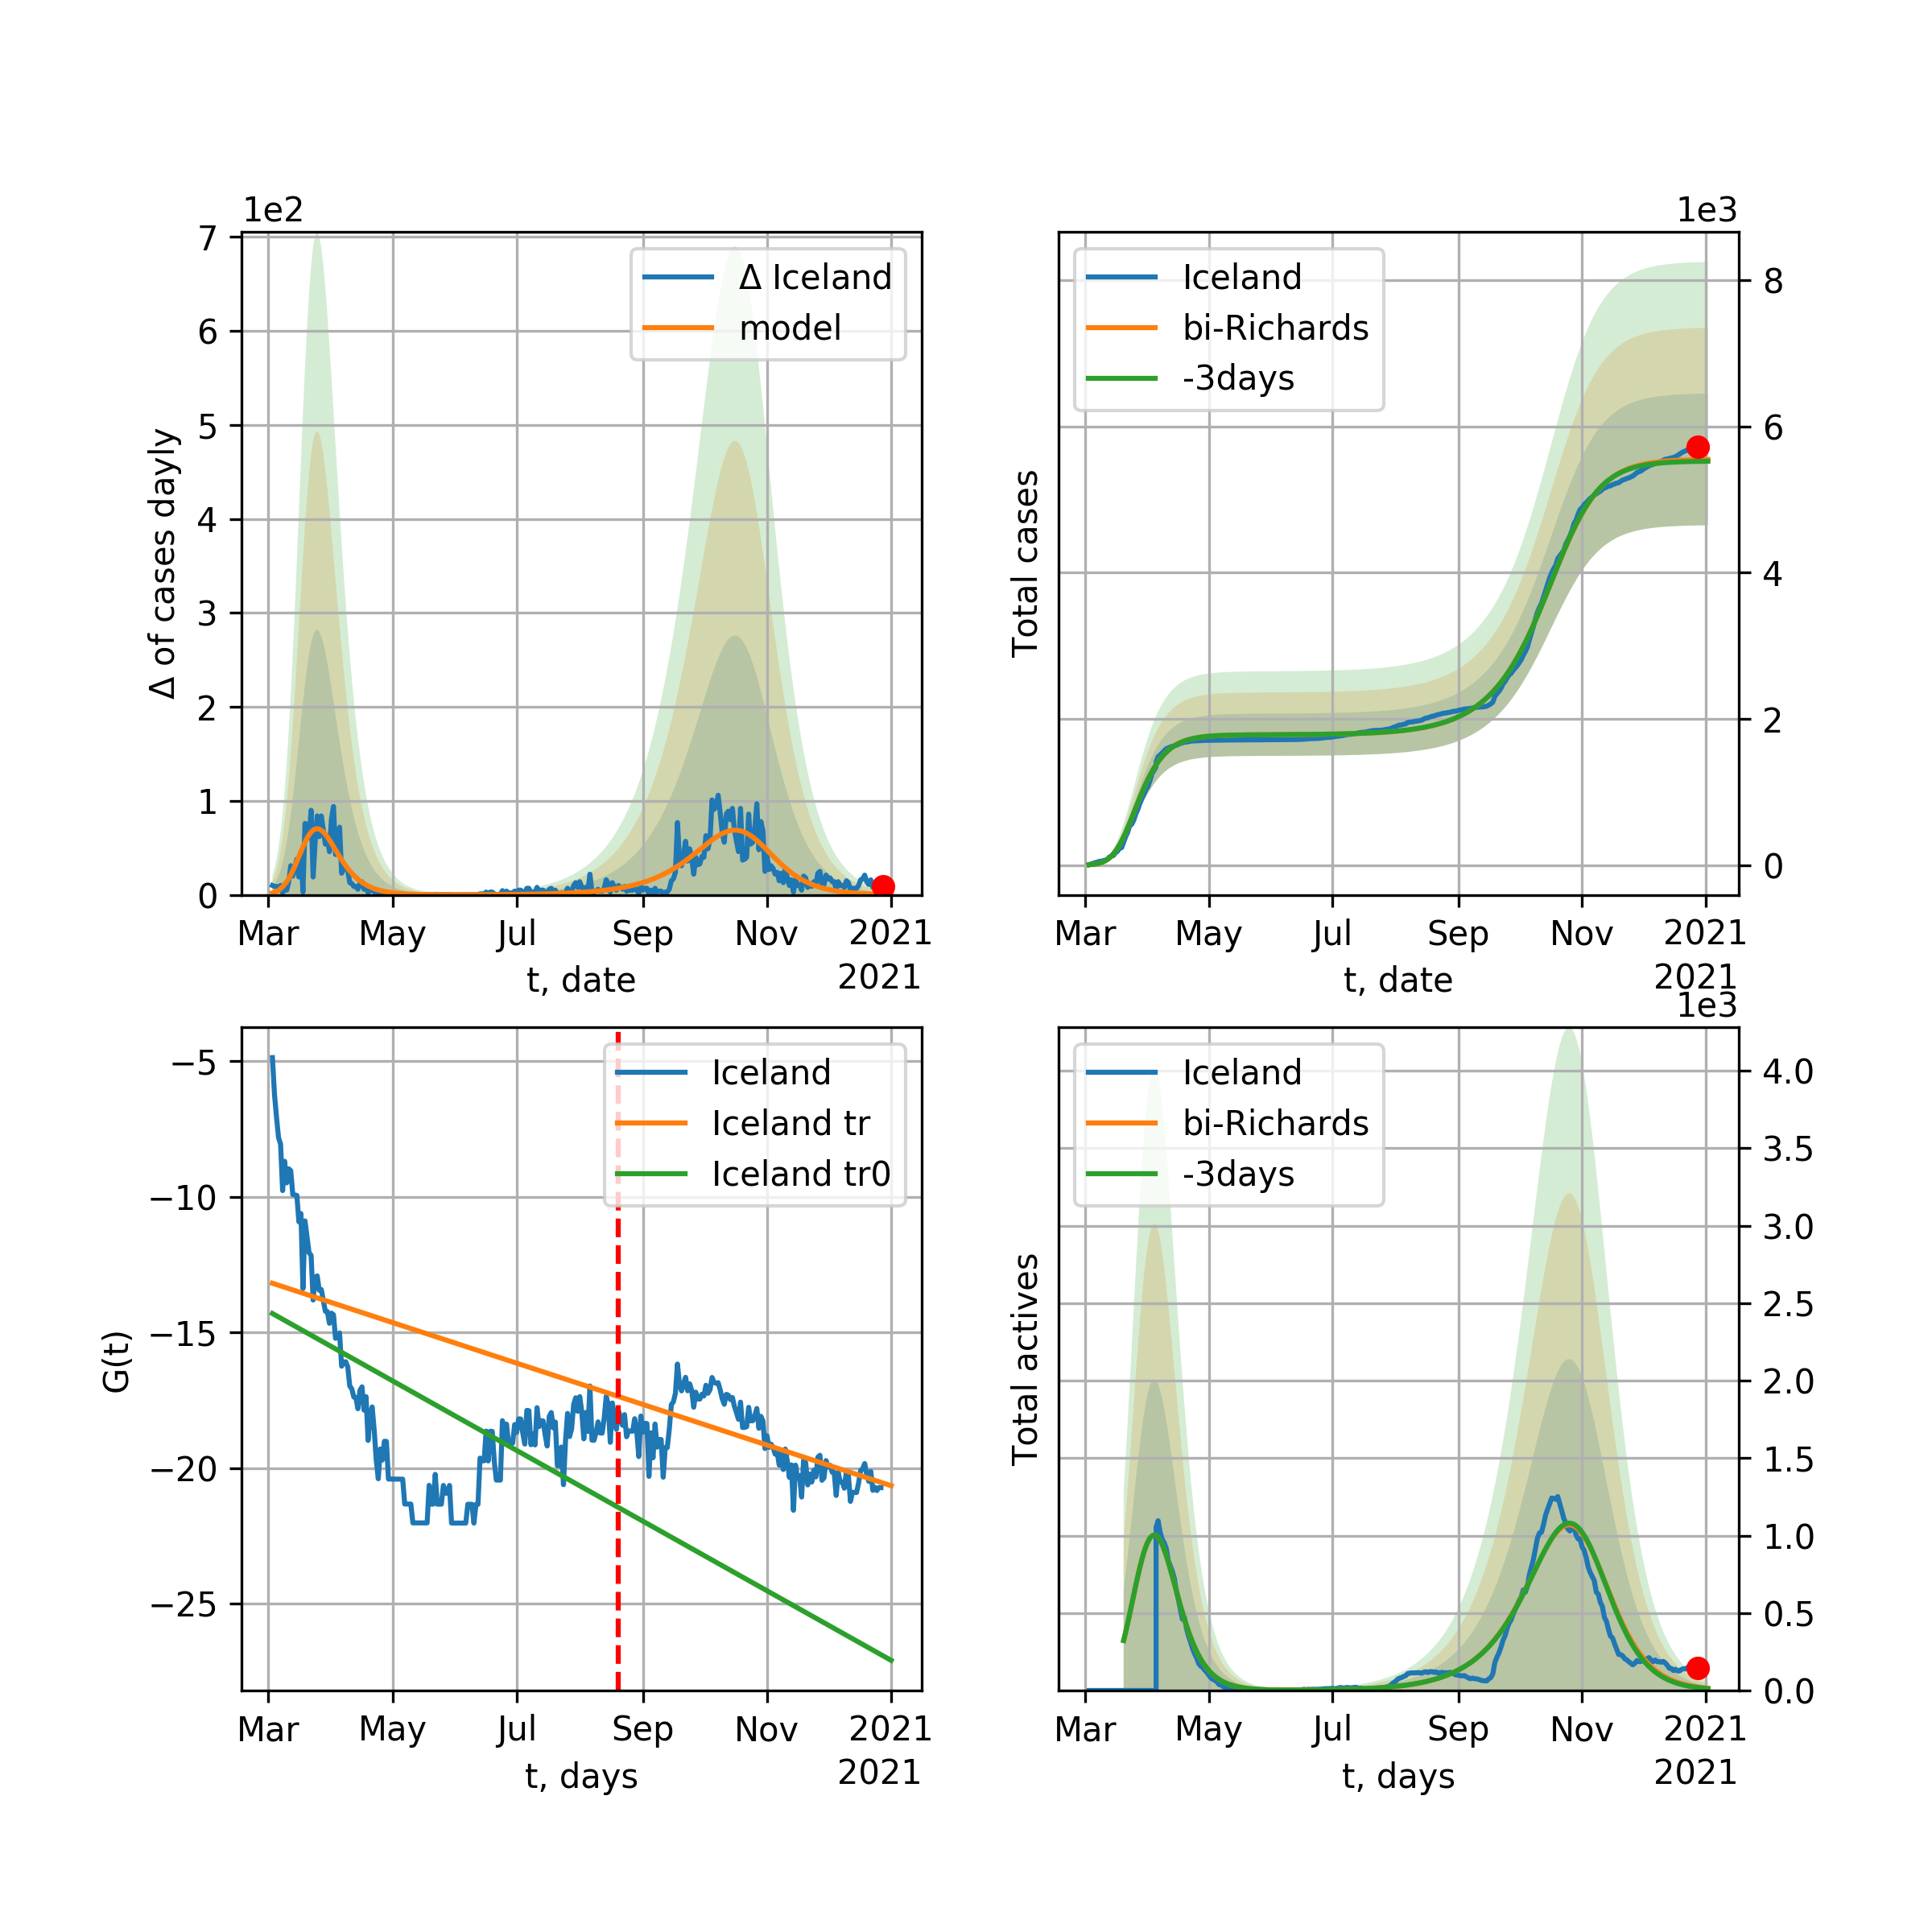 1e2
7
6
5
4
3
2
1
0
Δ of cases dayly
Δ Iceland
model
Mar May Jul Sep Nov 2021
t, date 2021
1e3
8
6
4
2
0
Total cases
Iceland
bi-Richards
-3days
Mar May Jul Sep Nov 2021
t, date 2021
−5
−10
−15
−20
−25
G(t)
Iceland
Iceland tr
Iceland tr0
Mar May Jul Sep Nov 2021
t, days 2021
1e3
4.0
3.5
3.0
2.5
2.0
1.5
1.0
0.5
0.0
Total actives
Iceland
bi-Richards
-3days
Mar May Jul Sep Nov 2021
t, days 2021